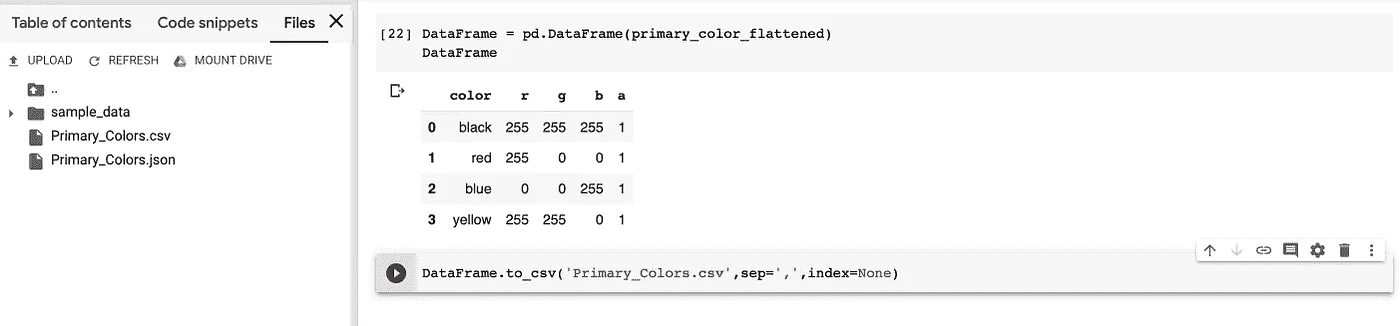 Table of contents Code snippets Files
UPLOAD REFRESH MOUNT DRIVE
..
sample_data
Primary_Colors.csv
Primary_Colors.json
[22] DataFrame = pd.DataFrame(primary_color_flattened)
DataFrame
color r g b a
0 black 255 255 255 1
1 red 255 0 0 1
2 blue 0 0 255 1
3 yellow 255 255 0 1
DataFrame.to_csv('Primary_Colors.csv',sep=',',index=None)